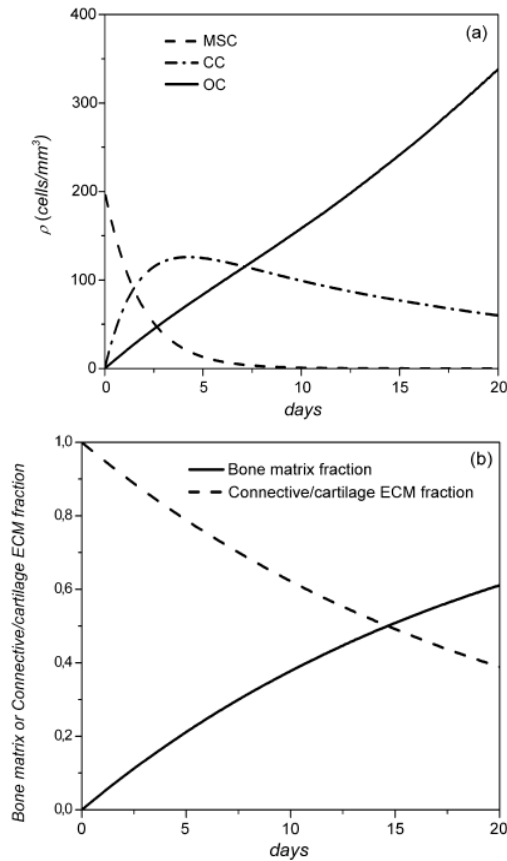 (a)
MSC
CC
OC
400
300
200
100
0
ρ (cells/mm³)
0 5 10 15 20
days
(b)
Bone matrix fraction
Connective/cartilage ECM fraction
1,0
0,8
0,6
0,4
0,2
0,0
Bone matrix or Connective/cartilage ECM fraction
0 5 10 15 20
days